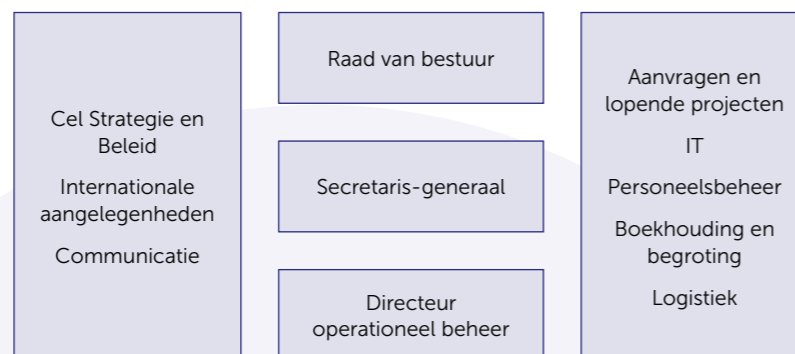 Cel Strategie en
Beleid
Internationale
aangelegenheden
Communicatie
Raad van bestuur
Secretaris-generaal
Directeur
operationeel beheer
Aanvragen en
lopende projecten
IT
Personeelsbeheer
Boekhouding en
begroting
Logistiek